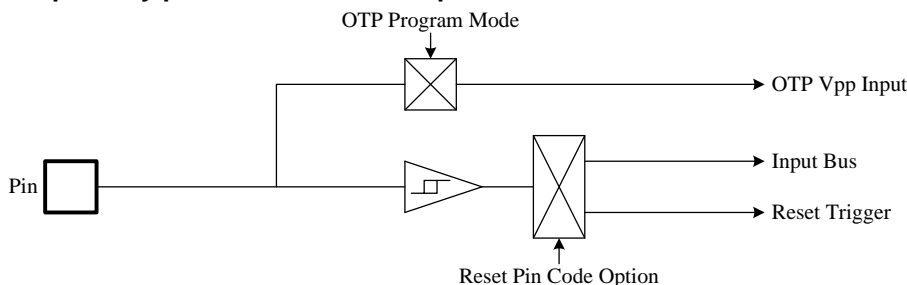 OTP Program Mode
OTP Vpp Input
Input Bus
Pin
Reset Trigger
Reset Pin Code Option